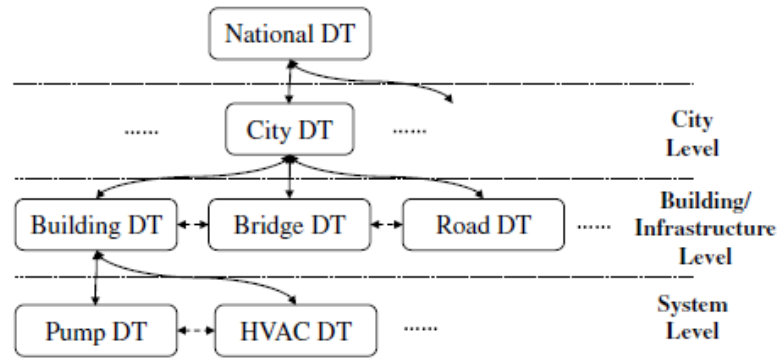 National DT
...... City DT ...... City
Level
Building DT Bridge DT Road DT ...... Building/
Infrastructure
Level
Pump DT HVAC DT ...... System
Level